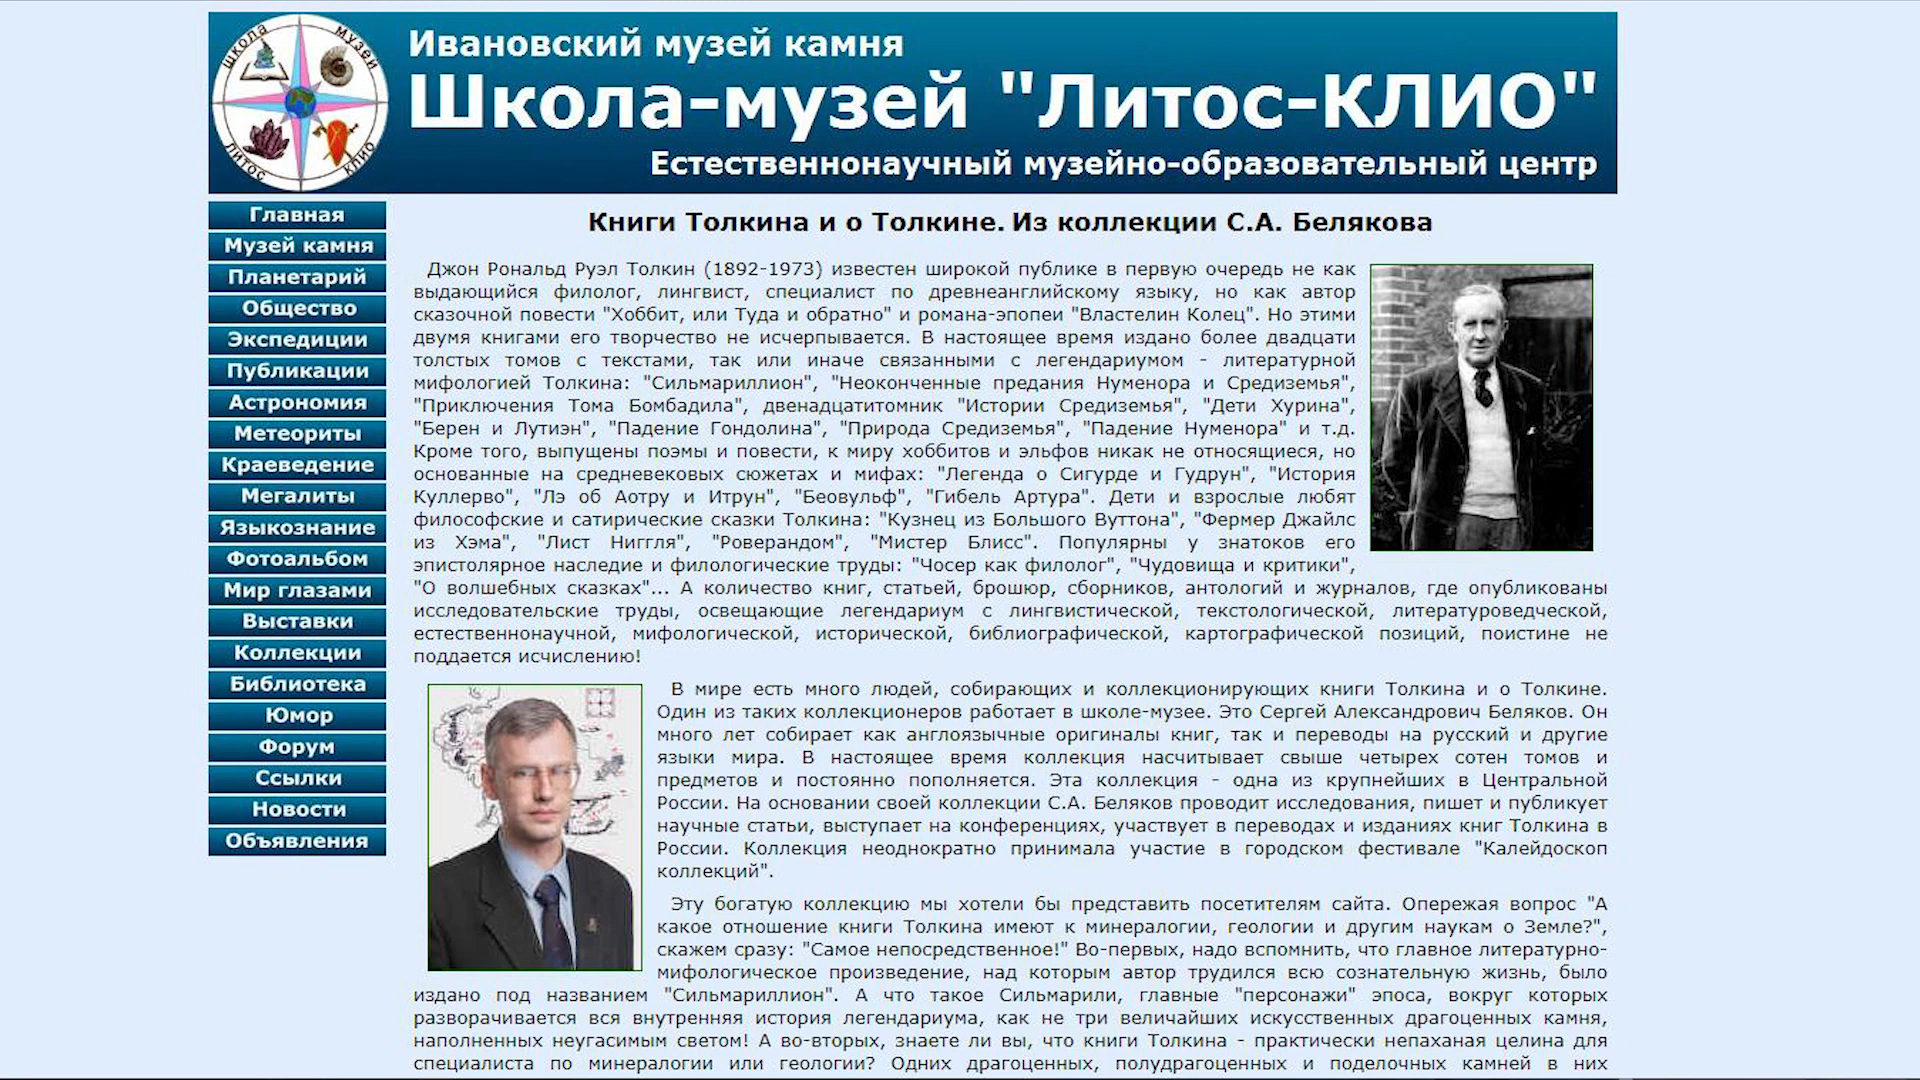 школа
музей
литос
клио
Ивановский музей камня
Школа-музей "Литос-КЛИО"
Естественнонаучный музейно-образовательный центр
Главная
Музей камня
Планетарий
Общество
Экспедиции
Публикации
Астрономия
Метеориты
Краеведение
Мегалиты
Языкознание
Фотоальбом
Мир глазами
Выставки
Коллекции
Библиотека
Юмор
Форум
Ссылки
Новости
Объявления
Книги Толкина и о Толкине. Из коллекции С.А. Белякова
Джон Рональд Руэл Толкин (1892-1973) известен широкой публике в первую очередь не как
выдающийся филолог, лингвист, специалист по древнеанглийскому языку, но как автор
сказочной повести "Хоббит, или Туда и обратно" и романа-эпопеи "Властелин Колец". Но этими
двумя книгами его творчество не исчерпывается. В настоящее время издано более двадцати
толстых томов с текстами, так или иначе связанными с легендариумом - литературной
мифологией Толкина: "Сильмариллион", "Неоконченные предания Нуменора и Средиземья",
"Приключения Тома Бомбадила", двенадцатитомник "Истории Средиземья", "Дети Хурина",
"Берен и Лутиэн", "Падение Гондолина", "Природа Средиземья", "Падение Нуменора" и т.д.
Кроме того, выпущены поэмы и повести, к миру хоббитов и эльфов никак не относящиеся, но
основанные на средневековых сюжетах и мифах: "Легенда о Сигурде и Гудрун", "История
Куллерво", "Лэ об Аотру и Итрун", "Беовульф", "Гибель Артура". Дети и взрослые любят
философские и сатирические сказки Толкина: "Кузнец из Большого Вуттона", "Фермер Джайлс
из Хэма", "Лист Ниггля", "Роверандом", "Мистер Блисс". Популярны у знатоков его
эпистолярное наследие и филологические труды: "Чосер как филолог", "Чудовища и критики",
"О волшебных сказках"... А количество книг, статьей, брошюр, сборников, антологий и журналов, где опубликованы
исследовательские труды, освещающие легендариум с лингвистической, текстологической, литературоведческой,
естественнонаучной, мифологической, исторической, библиографической, картографической позиций, поистине не
поддается исчислению!
В мире есть много людей, собирающих и коллекционирующих книги Толкина и о Толкине.
Один из таких коллекционеров работает в школе-музее. Это Сергей Александрович Беляков. Он
много лет собирает как англоязычные оригиналы книг, так и переводы на русский и другие
языки мира. В настоящее время коллекция насчитывает свыше четырех сотен томов и
предметов и постоянно пополняется. Эта коллекция - одна из крупнейших в Центральной
России. На основании своей коллекции С.А. Беляков проводит исследования, пишет и публикует
научные статьи, выступает на конференциях, участвует в переводах и изданиях книг Толкина в
России. Коллекция неоднократно принимала участие в городском фестивале "Калейдоскоп
коллекций".
Эту богатую коллекцию мы хотели бы представить посетителям сайта. Опережая вопрос "А
какое отношение книги Толкина имеют к минералогии, геологии и другим наукам о Земле?",
скажем сразу: "Самое непосредственное!" Во-первых, надо вспомнить, что главное литературно-
мифологическое произведение, над которым автор трудился всю сознательную жизнь, было
издано под названием "Сильмариллион". А что такое Сильмарили, главные "персонажи" эпоса, вокруг которых
разворачивается вся внутренняя история легендариума, как не три величайших искусственных драгоценных камня,
наполненных неугасимым светом! А во-вторых, знаете ли вы, что книги Толкина - практически непаханая целина для
специалиста по минералогии или геологии? Одних драгоценных, полудрагоценных и поделочных камней в них